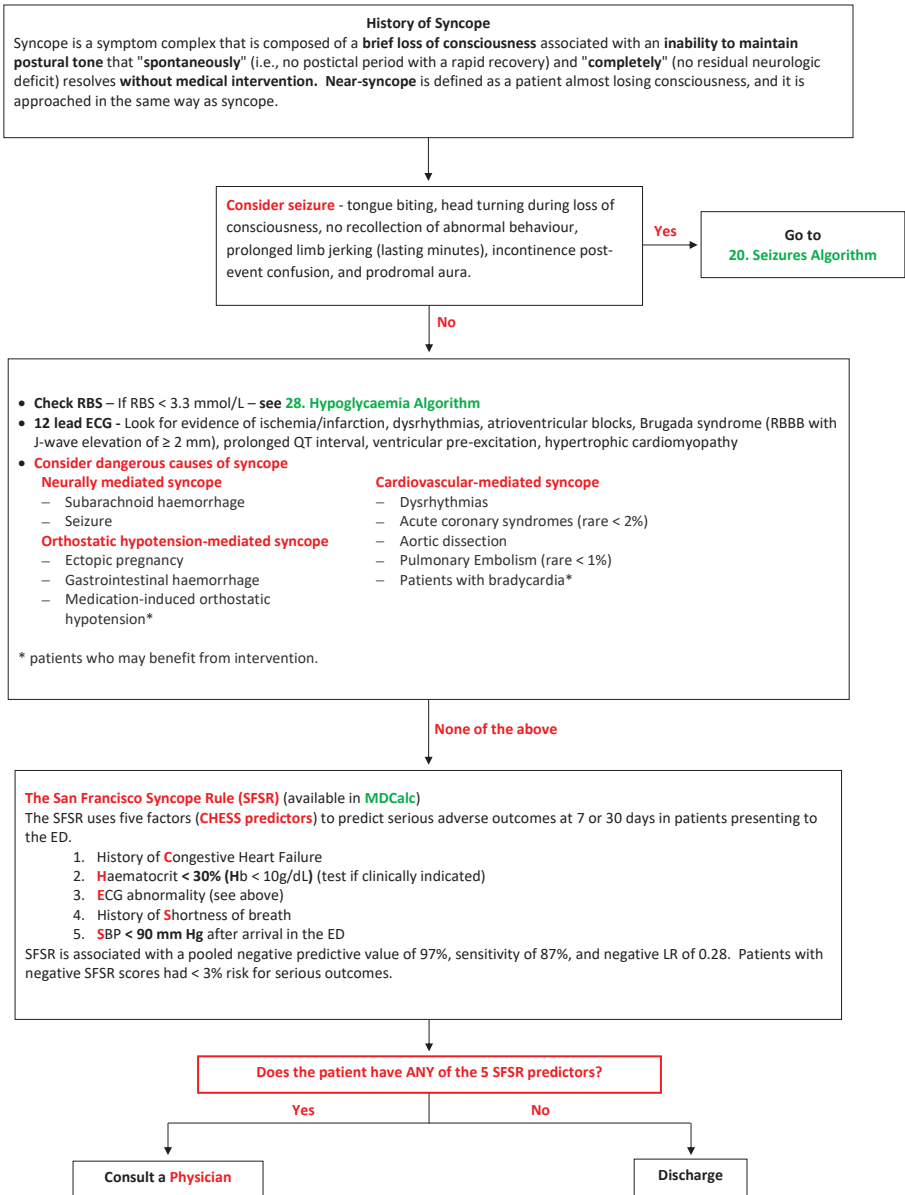 History of Syncope
Syncope is a symptom complex that is composed of a brief loss of consciousness associated with an inability to maintain
postural tone that "spontaneously" (i.e., no postictal period with a rapid recovery) and "completely" (no residual neurologic
deficit) resolves without medical intervention. Near-syncope is defined as a patient almost losing consciousness, and it is
approached in the same way as syncope.
Consider seizure - tongue biting, head turning during loss of
consciousness, no recollection of abnormal behaviour,
prolonged limb jerking (lasting minutes), incontinence post-
event confusion, and prodromal aura.
Yes
Go to
20. Seizures Algorithm
No
• Check RBS – If RBS < 3.3 mmol/L – see 28. Hypoglycaemia Algorithm
• 12 lead ECG - Look for evidence of ischemia/infarction, dysrhythmias, atrioventricular blocks, Brugada syndrome (RBBB with
J-wave elevation of ≥ 2 mm), prolonged QT interval, ventricular pre-excitation, hypertrophic cardiomyopathy
• Consider dangerous causes of syncope
Neurally mediated syncope
– Subarachnoid haemorrhage
– Seizure
Orthostatic hypotension-mediated syncope
– Ectopic pregnancy
– Gastrointestinal haemorrhage
– Medication-induced orthostatic
hypotension*
Cardiovascular-mediated syncope
– Dysrhythmias
– Acute coronary syndromes (rare < 2%)
– Aortic dissection
– Pulmonary Embolism (rare < 1%)
– Patients with bradycardia*
* patients who may benefit from intervention.
None of the above
The San Francisco Syncope Rule (SFSR) (available in MDCalc)
The SFSR uses five factors (CHESS predictors) to predict serious adverse outcomes at 7 or 30 days in patients presenting to
the ED.
1. History of Congestive Heart Failure
2. Haematocrit < 30% (Hb < 10g/dL) (test if clinically indicated)
3. ECG abnormality (see above)
4. History of Shortness of breath
5. SBP < 90 mm Hg after arrival in the ED
SFSR is associated with a pooled negative predictive value of 97%, sensitivity of 87%, and negative LR of 0.28. Patients with
negative SFSR scores had < 3% risk for serious outcomes.
Does the patient have ANY of the 5 SFSR predictors?
Yes
No
Consult a Physician
Discharge